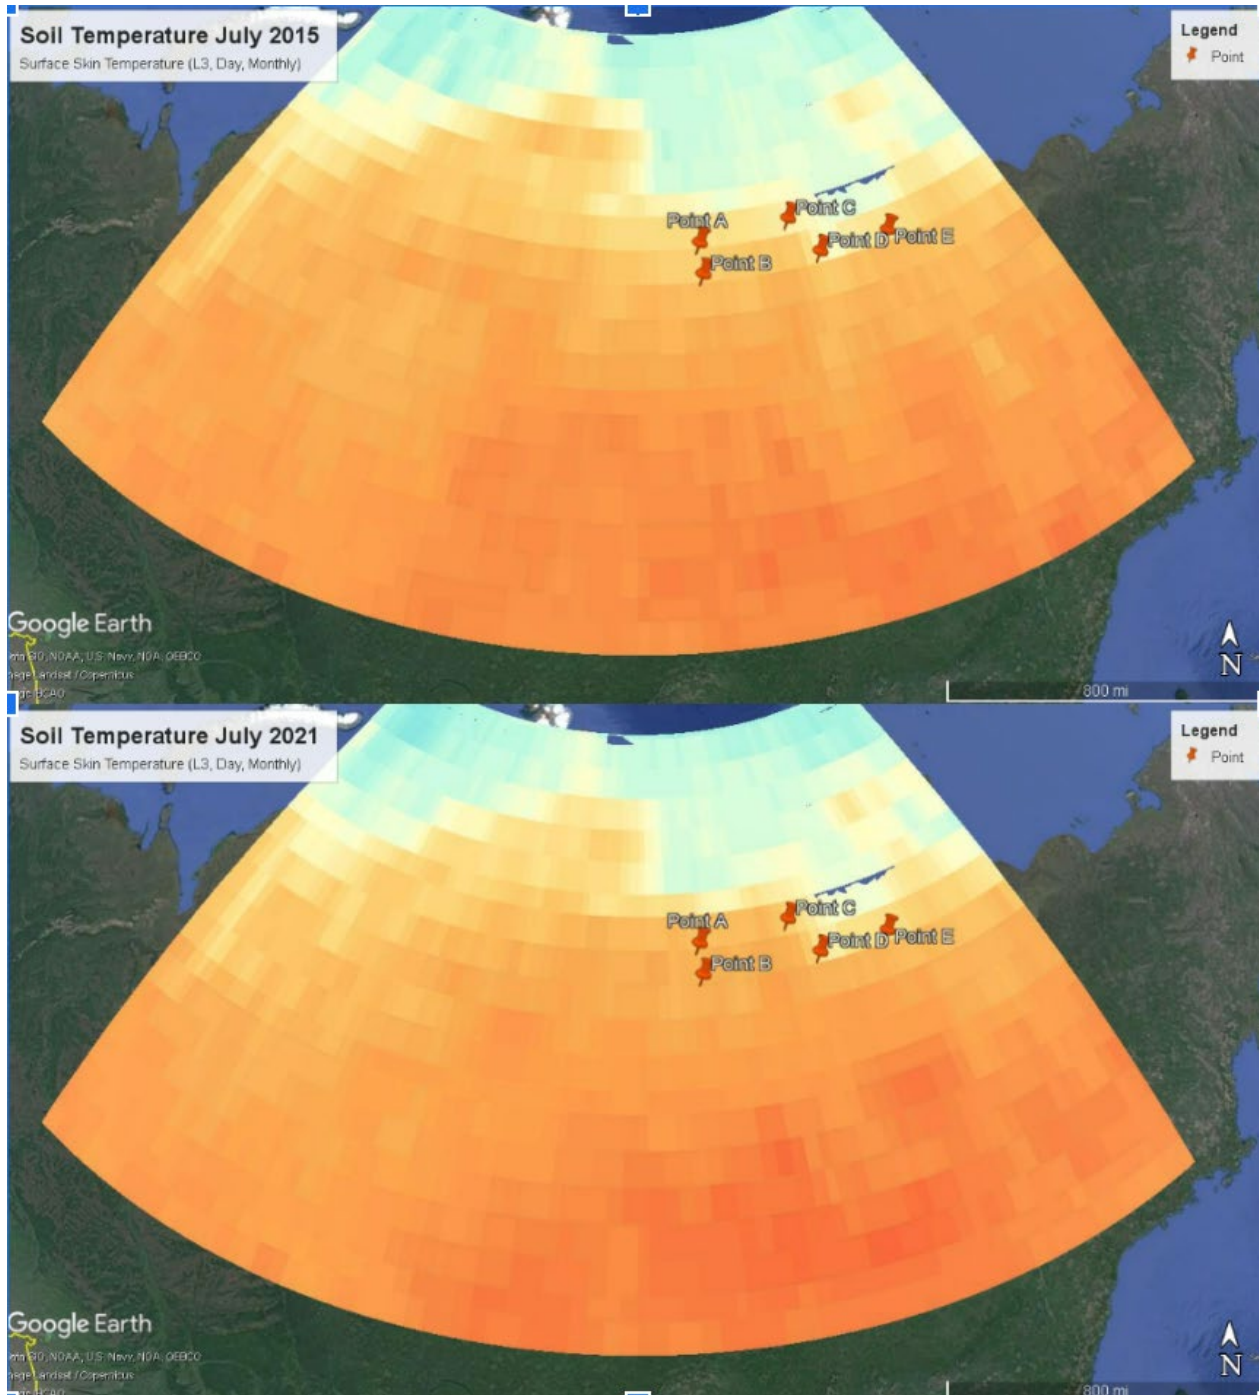 Soil Temperature July 2015
Surface Skin Temperature (L3, Day, Monthly)
Legend
Point
Point A
Point C
Point D
Point E
Point B
Google Earth
N
800 mi
Soil Temperature July 2021
Surface Skin Temperature (L3, Day, Monthly)
Legend
Point
Point A
Point C
Point D
Point E
Point B
Google Earth
N
800 mi